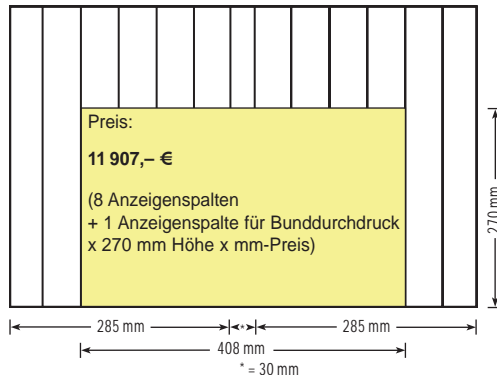 Preis:
11 907,– €
(8 Anzeigenspalten
+ 1 Anzeigenspalte für Bunddurchdruck
x 270 mm Höhe x mm-Preis)
270 mm
285 mm * 285 mm
408 mm
* = 30 mm